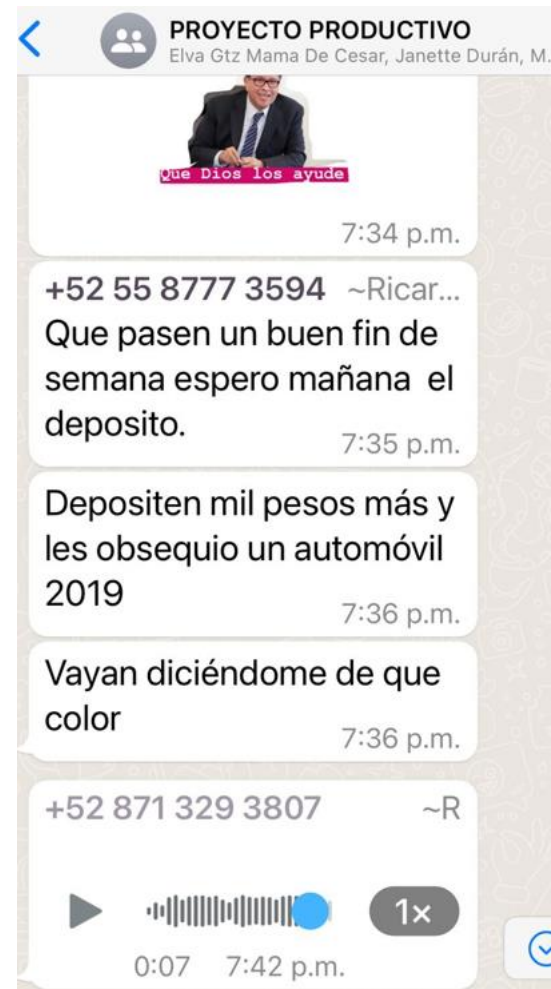 PROYECTO PRODUCTIVO
Elva Gtz Mama De Cesar, Janette Durán, M.
Que Dios los ayude
7:34 p.m.
+52 55 8777 3594 ~Ricar...
Que pasen un buen fin de
semana espero mañana el
deposito.
7:35 p.m.
Depositen mil pesos más y
les obsequio un automóvil
2019
7:36 p.m.
Vayan diciéndome de que
color
7:36 p.m.
+52 871 329 3807 ~R
1×
0:07 7:42 p.m.